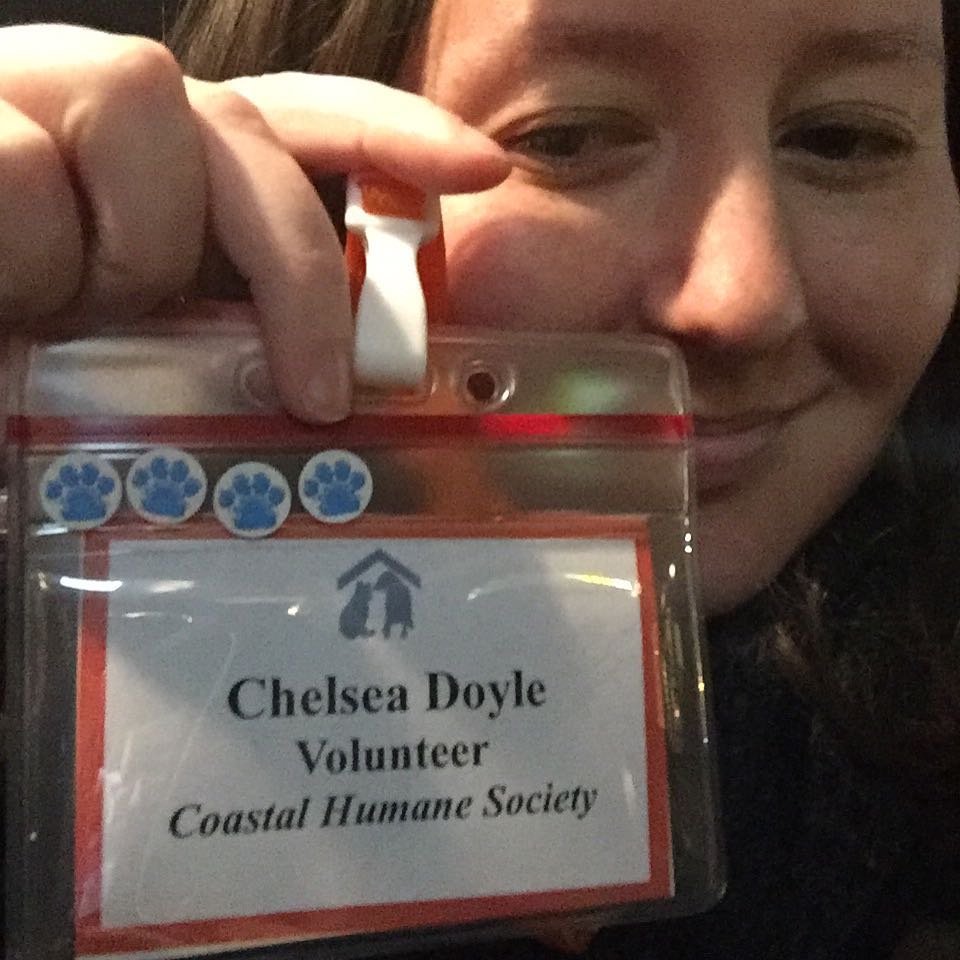 Chelsea Doyle
Volunteer
Coastal Humane Society